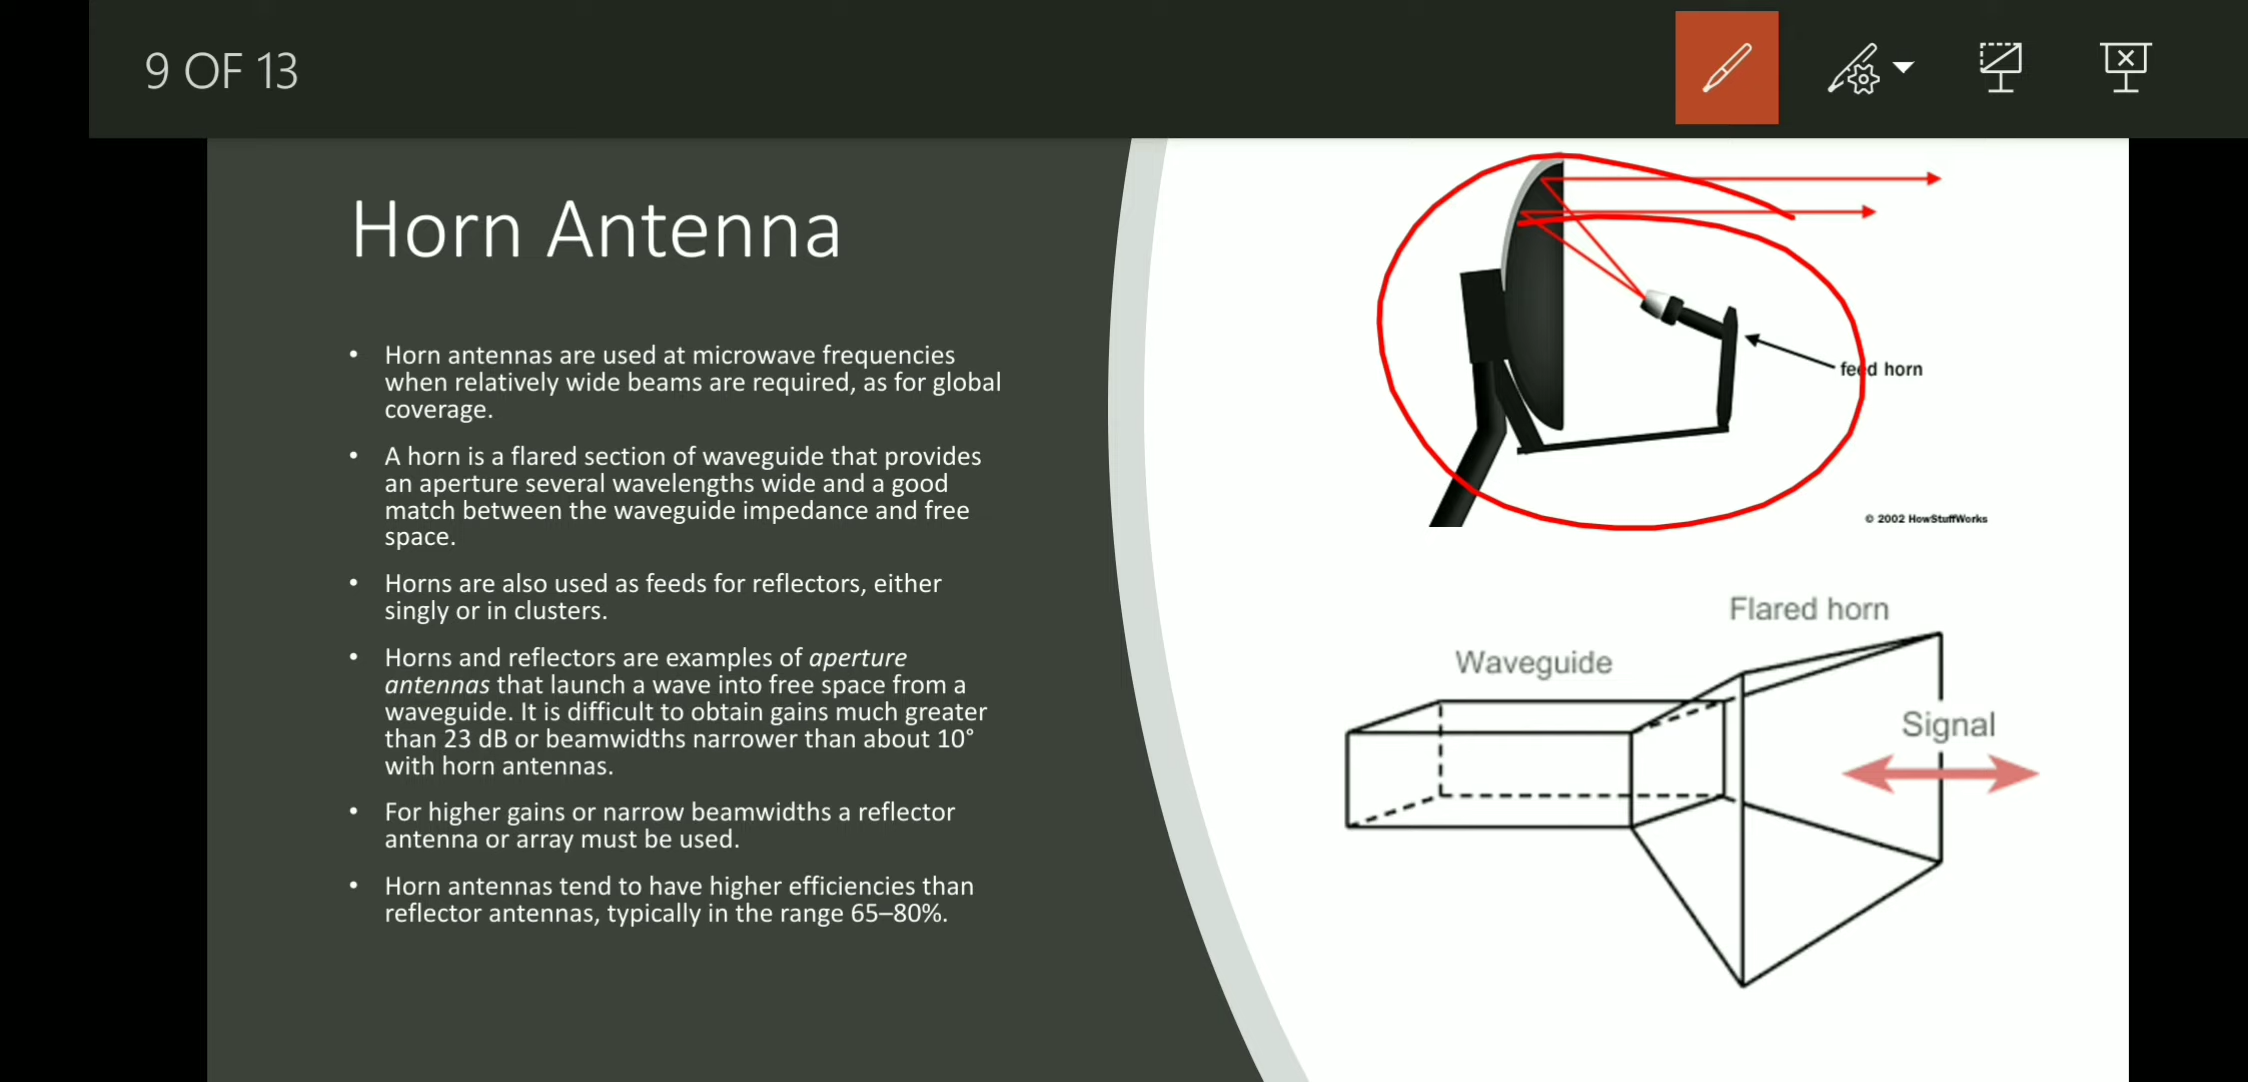 9 OF 13
Horn Antenna
• Horn antennas are used at microwave frequencies
when relatively wide beams are required, as for global
coverage.
• A horn is a flared section of waveguide that provides
an aperture several wavelengths wide and a good
match between the waveguide impedance and free
space.
• Horns are also used as feeds for reflectors, either
singly or in clusters.
• Horns and reflectors are examples of aperture
antennas that launch a wave into free space from a
waveguide. It is difficult to obtain gains much greater
than 23 dB or beamwidths narrower than about 10°
with horn antennas.
• For higher gains or narrow beamwidths a reflector
antenna or array must be used.
• Horn antennas tend to have higher efficiencies than
reflector antennas, typically in the range 65–80%.
feed horn
© 2002 HowStuffWorks
Flared horn
Waveguide
Signal